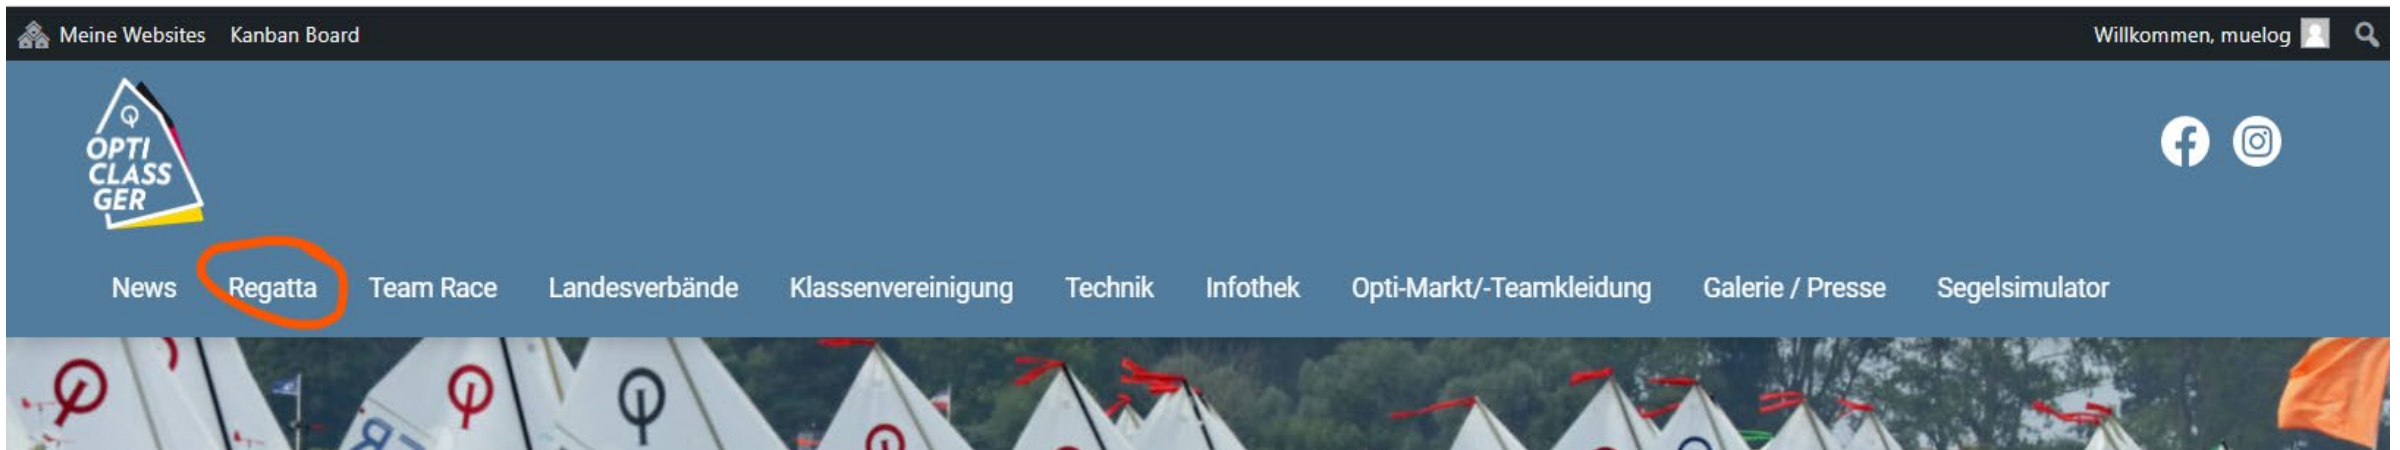 Meine Websites Kanban Board Willkommen, muelog
OPTI
CLASS
GER
News Regatta Team Race Landesverbände Klassenvereinigung Technik Infothek Opti-Markt/-Teamkleidung Galerie / Presse Segelsimulator